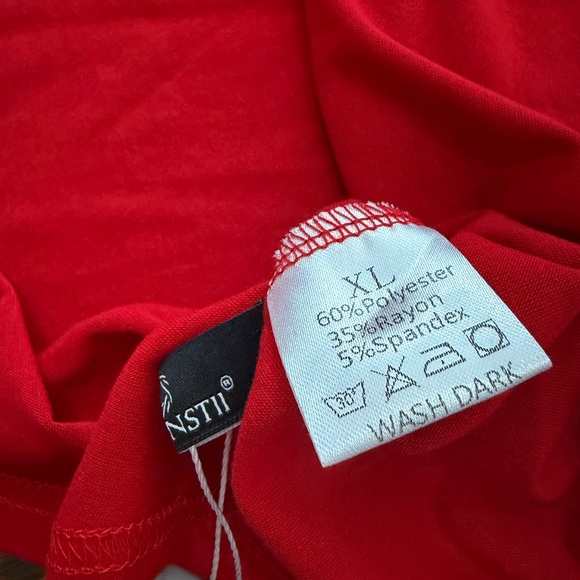 XL
60%Polyester
35%Rayon
5%Spandex
30
WASH DARK
NSTII®